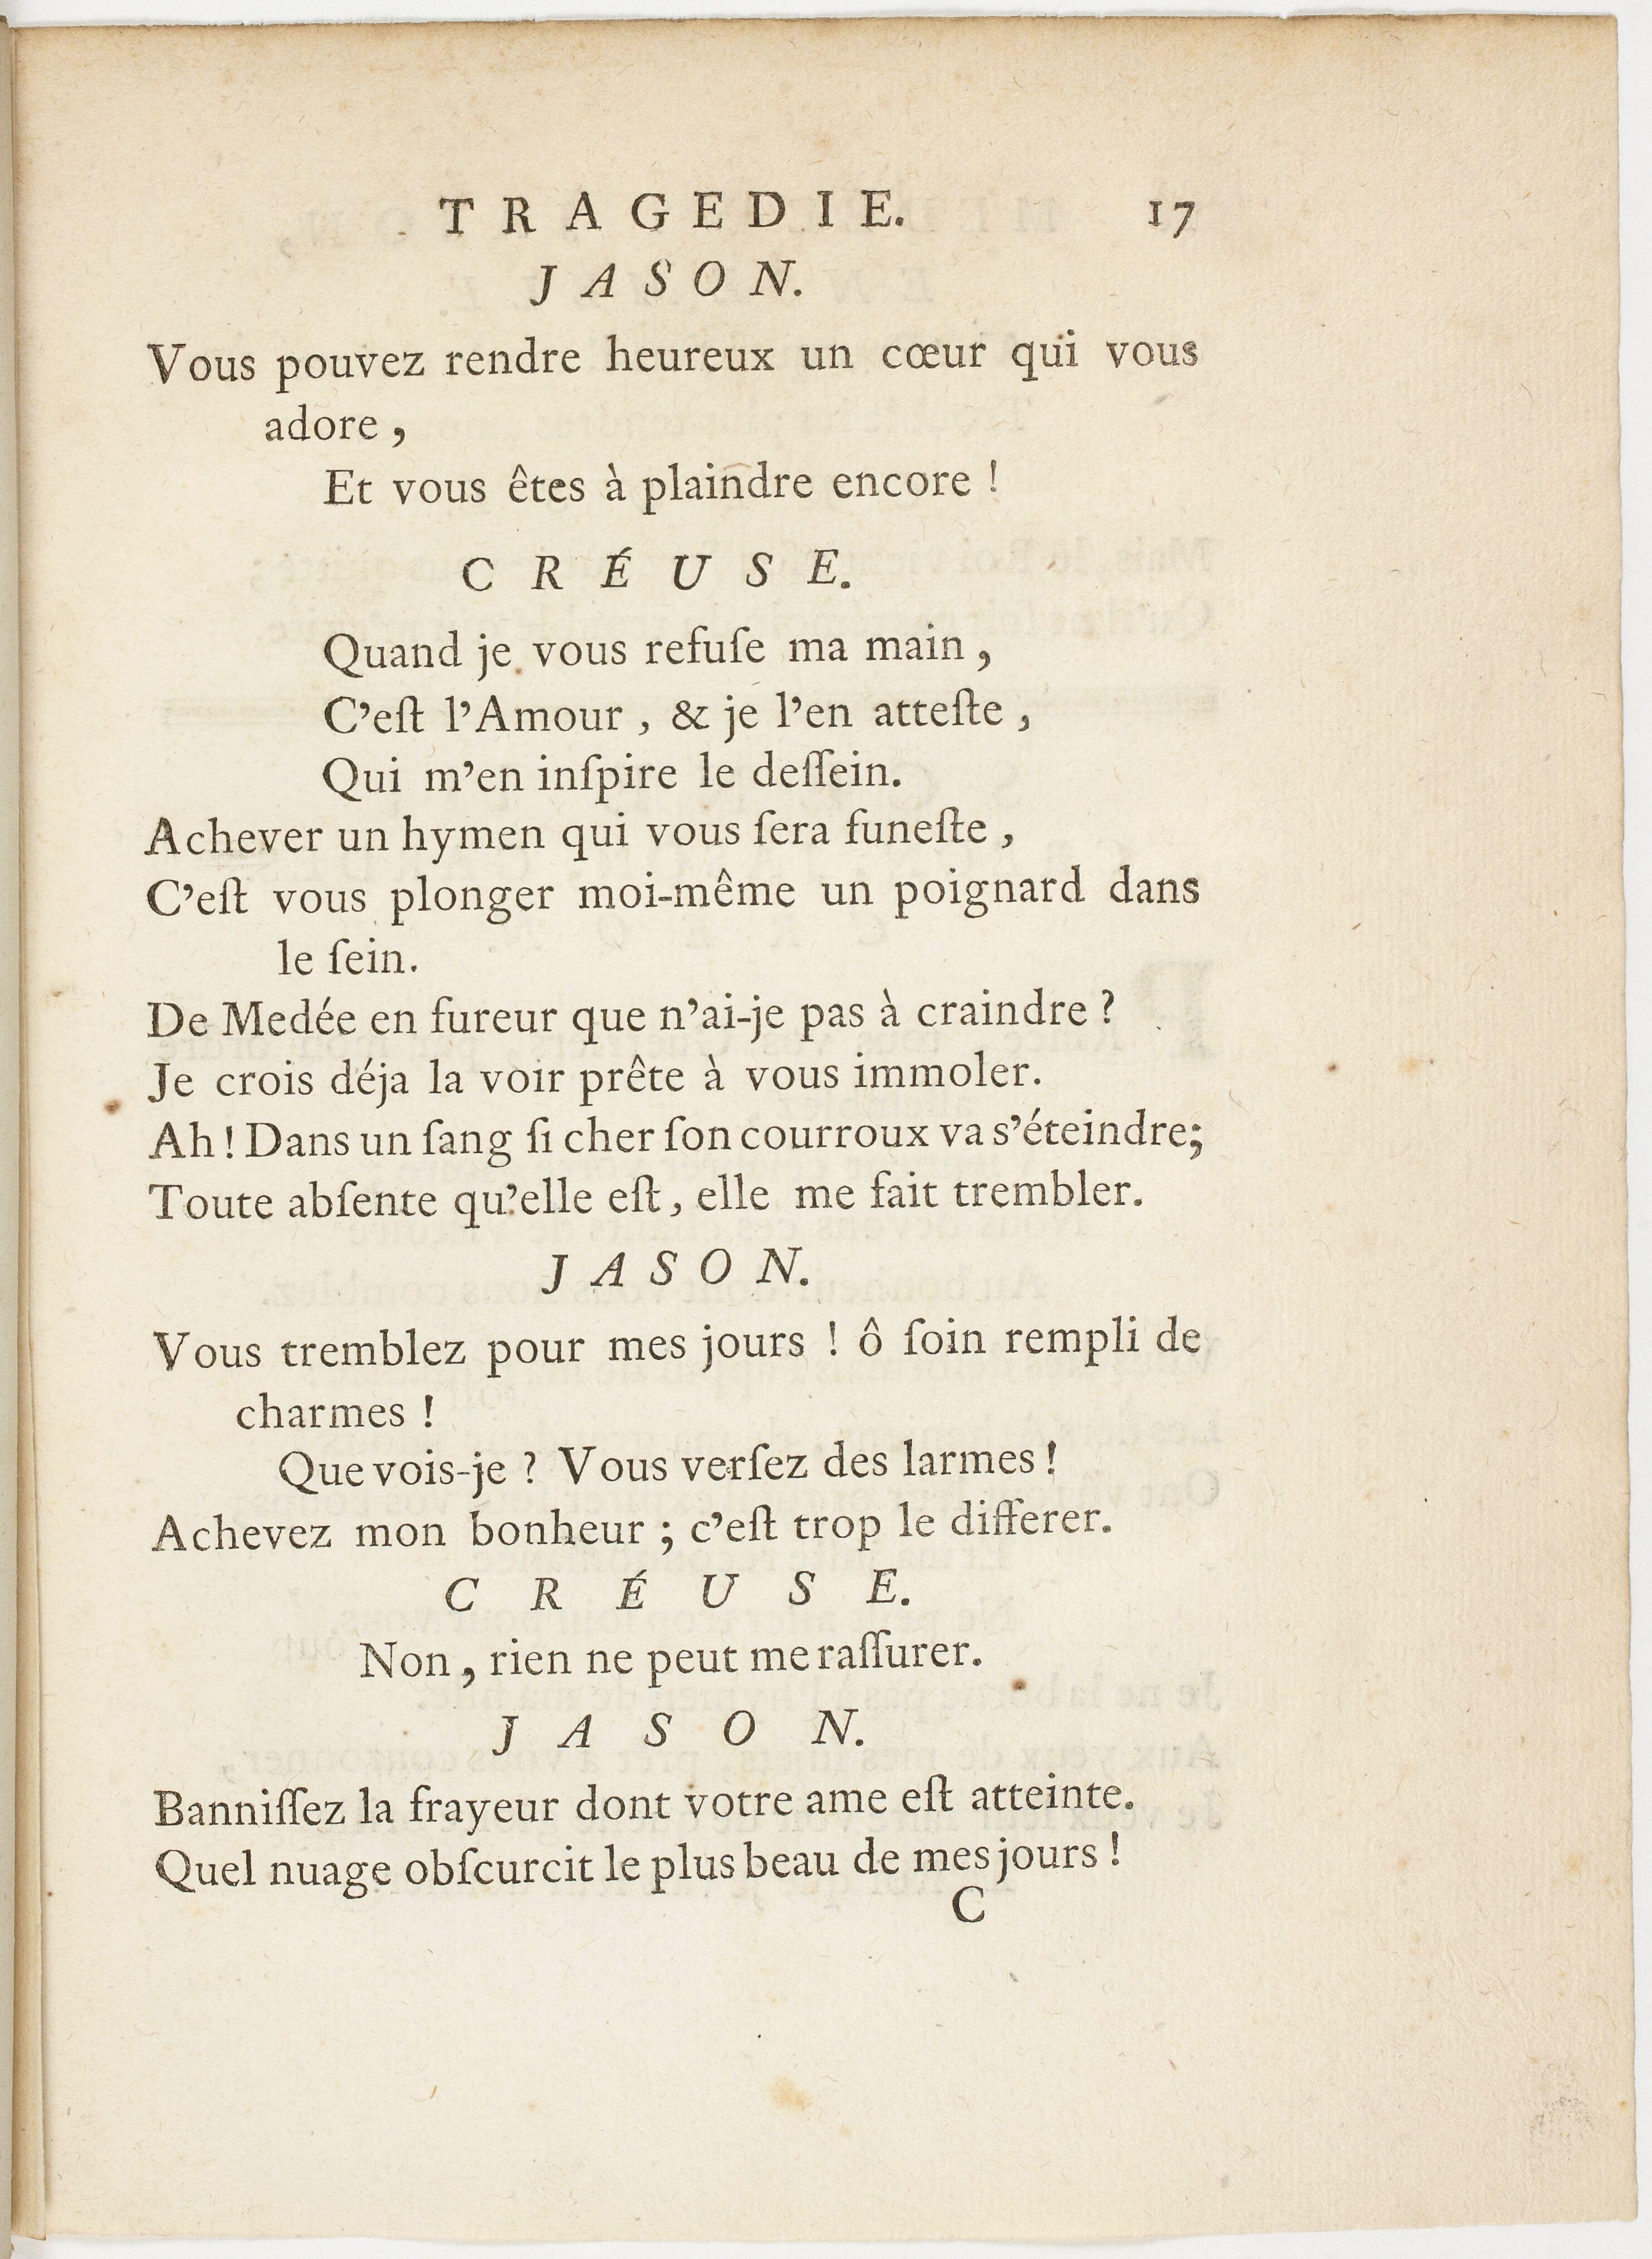 TRAGEDIE. 17
JASON.
Vous pouvez rendre heureux un cœur qui vous
adore,
Et vous êtes à plaindre encore !
CRÉUSE.
Quand je vous refuſe ma main,
C'eſt l'Amour, & je l'en atteſte,
Qui m'en inſpire le deſſein.
Achever un hymen qui vous ſera funeſte,
C'eſt vous plonger moi-même un poignard dans
le ſein.
De Medée en fureur que n'ai-je pas à craindre ?
Je crois déja la voir prête à vous immoler.
Ah ! Dans un ſang ſi cher ſon courroux va s'éteindre;
Toute abſente qu'elle eſt, elle me fait trembler.
JASON.
Vous tremblez pour mes jours ! ô ſoin rempli de
charmes !
Que vois-je ? Vous verſez des larmes !
Achevez mon bonheur ; c'eſt trop le differer.
CRÉUSE.
Non, rien ne peut me raſſurer.
JASON.
Banniſſez la frayeur dont votre ame eſt atteinte.
Quel nuage obſcurcit le plus beau de mes jours !
C